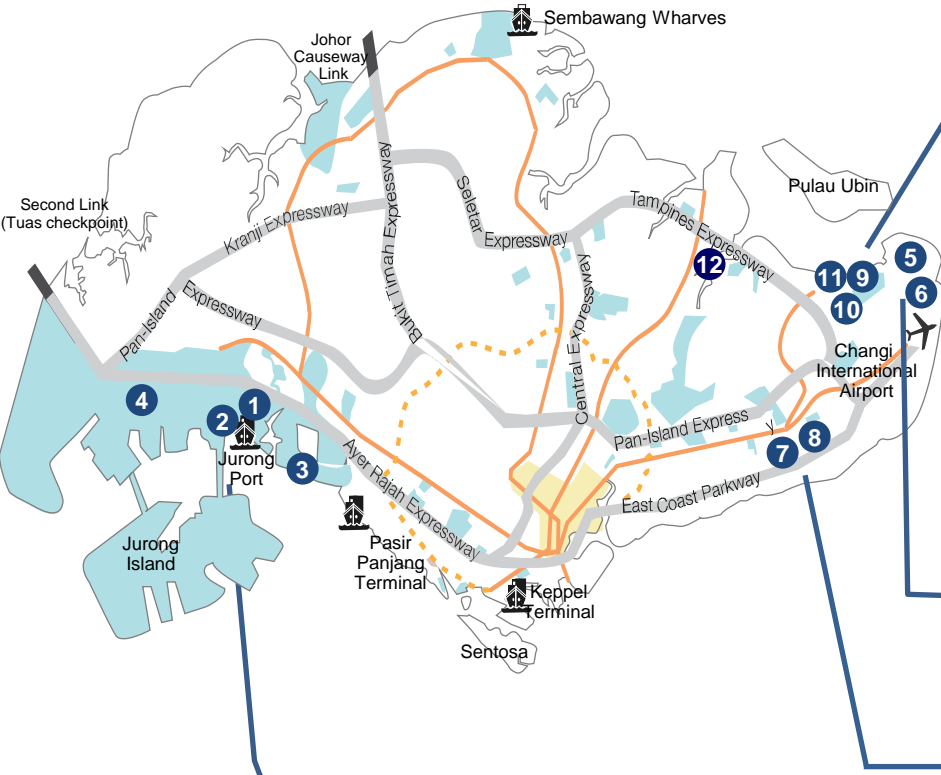 Sembawang Wharves
Johor
Causeway
Link
Pulau Ubin
Second Link
(Tuas checkpoint)
Kranji Expressway
Bukit Timah Expressway
Seletar
Expressway
Tampines Expressway
12
11
9
5
10
6
Pan-Island
Expressway
Central Expressway
Changi
International
Airport
4
2
1
Jurong
Port
3
Ayer Rajah Expressway
Pan-Island Express
y
7
8
East Coast Parkway
Jurong
Island
Pasir
Panjang
Terminal
Keppel
Terminal
Sentosa